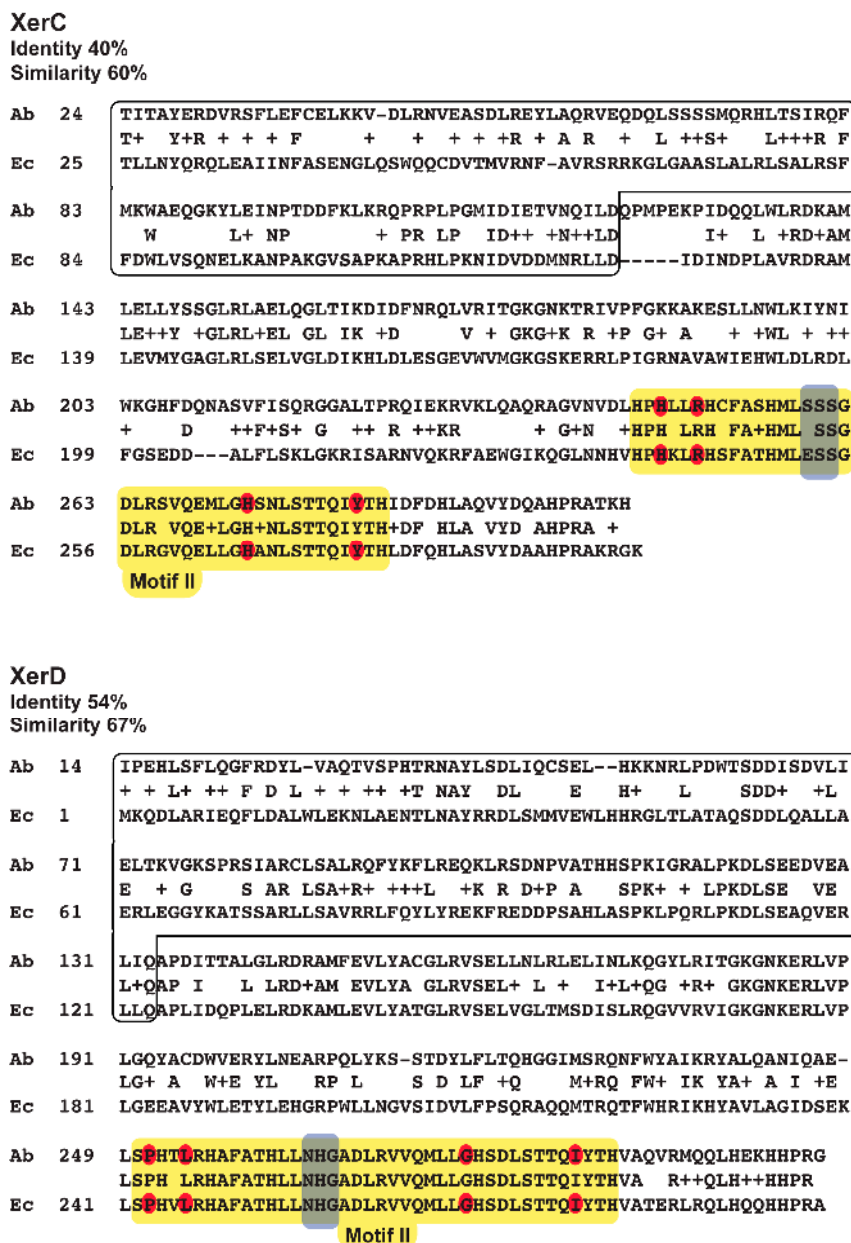 XerC
Identity 40%
Similarity 60%
Ab 24 TITAYERDVRSFLEFCELKKV-DLRNVEASDLREYLAQRVEQDQLSSSSMQRHLTSIRQF
T+ Y+R + + + F + + + ++R + A R + L ++S+ L+++R F
Ec 25 TLLNYQRQLEAIINFASENGLQSWQQCDVTMVRNF-AVRSRRKGLGAASLALRLSALRSF
Ab 83 MKWAEQGKYLEINPTDDFKLKRQPRPLPGMIDIETVNQILDQPMPEKPIDQQLWLRDKAM
W L+ NP + PR LP ID++ +N++LD I+ L +RD+AM
Ec 84 FDWLVSQNELKANPAKGVSAPKAPRHLPKNIDVDDMNRLLD-----IDINDPLAVRDRAM
Ab 143 LELLYSSGLRLAELQGLTIKDIDFNRQLVRITGKGNKTRIVPFGKKAKESLLNWLKIYNI
LE++Y +GLRL+EL GL IK +D V + GKG+K R +P G+ A + +WL + ++
Ec 139 LEVMYGAGLRLSELVGLDIKHLDLESGEVWVMGKGSKERRLPIGRNAVAWIEHWLDLRDL
Ab 203 WKGHFDQNASVFISQRGGALTPRQIEKRVKLQAQRAGVNVDLHPHLLRHCFASHMLSSSG
+ D ++F+S+ G ++ R ++KR + G+N +HPH LRH FA+HML SSG
Ec 199 FGSEDD---ALFLSKLGKRISARNVQKRFAEWGIKQGLNNHVHPHKLRHSFATHMLESSG
Ab 263 DLRSVQEMLGHSNLSTTQIYTHIDFDHLAQVYDQAHPRATKH
DLR VQE+LGH+NLSTTQIYTH+DF HLA VYD AHPRA +
Ec 256 DLRGVQELLGHANLSTTQIYTHLDFQHLASVYDAAHPRAKRGK
Motif II
XerD
Identity 54%
Similarity 67%
Ab 14 IPEHLSFLQGFRDYL-VAQTVSPHTRNAYLSDLIQCSEL--HKKNRLPDWTSDDISDVLI
+ + L+ ++ F D L + ++ ++T NAY DL E H+ L SDD+ +L
Ec 1 MKQDLARIEQFLDALWLEKNLAENTLNAYRRDLSMMVEWLHHRGLTLATAQSDDLQALLA
Ab 71 ELTKVGKSPRSIARCLSALRQFYKFLREQKLRSDNPVATHHSPKIGRALPKDLSEEDVEA
E + G S AR LSA+R+ +++L +K R D+P A SPK+ + LPKDLSE VE
Ec 61 ERLEGGYKATSSARLLSAVRRLFQYLYREKFREDDPSAHLASPKLPQRLPKDLSEAQVER
Ab 131 LIQAPDITTALGLRDRAMFEVLYACGLRVSELLNLRLELINLKQGYLRITGKGNKERLVP
L+QAP I L LRD+AM EVLYA GLRVSEL+ L + I+L+QG +R+ GKGNKERLVP
Ec 121 LLQAPLIDQPLELRDKAMLEVLYATGLRVSELVGLTMSDISLRQGVVRVIGKGNKERLVP
Ab 191 LGQYACDWVERYLNEARPQLYKS-STDYLFLTQHGGIMSRQNFWYAIKRYALQANIQAE-
LG+ A W+E YL RP L S D LF +Q M+RQ FW+ IK YA+ A I +E
Ec 181 LGEEAVYWLETYLEHGRPWLLNGVSIDVLFPSQRAQQMTRQTFWHRIKHYAVLAGIDSEK
Ab 249 LSPHTLRHAFATHLLNHGADLRVVQMLLGHSDLSTTQIYTHVAQVRMQQLHEKHHPRG
LSPH LRHAFATHLLNHGADLRVVQMLLGHSDLSTTQIYTHVA R++QLH++HHPR
Ec 241 LSPHVLRHAFATHLLNHGADLRVVQMLLGHSDLSTTQIYTHVATERLRQLHQQHHPRA
Motif II